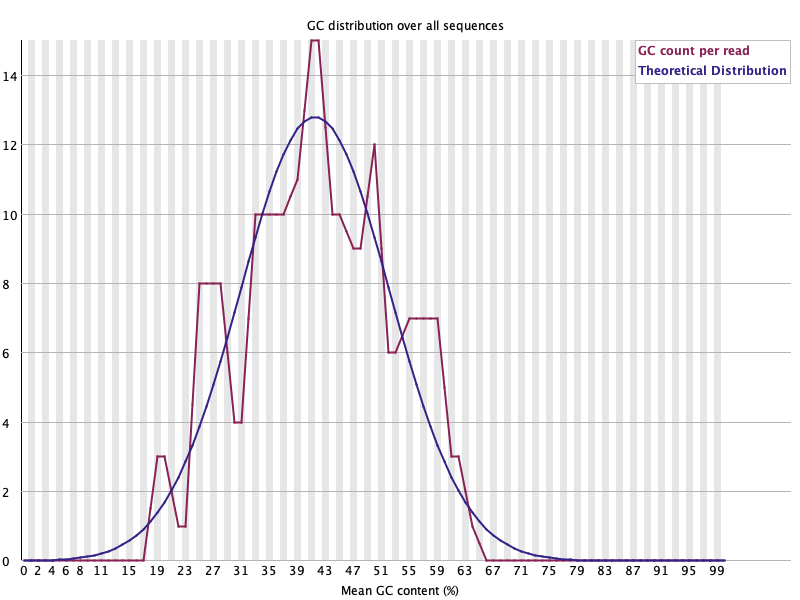 GC distribution over all sequences
GC count per read
Theoretical Distribution
14
12
10
8
6
4
2
0
0 2 4 6 8 11 15 19 23 27 31 35 39 43 47 51 55 59 63 67 71 75 79 83 87 91 95 99
Mean GC content (%)